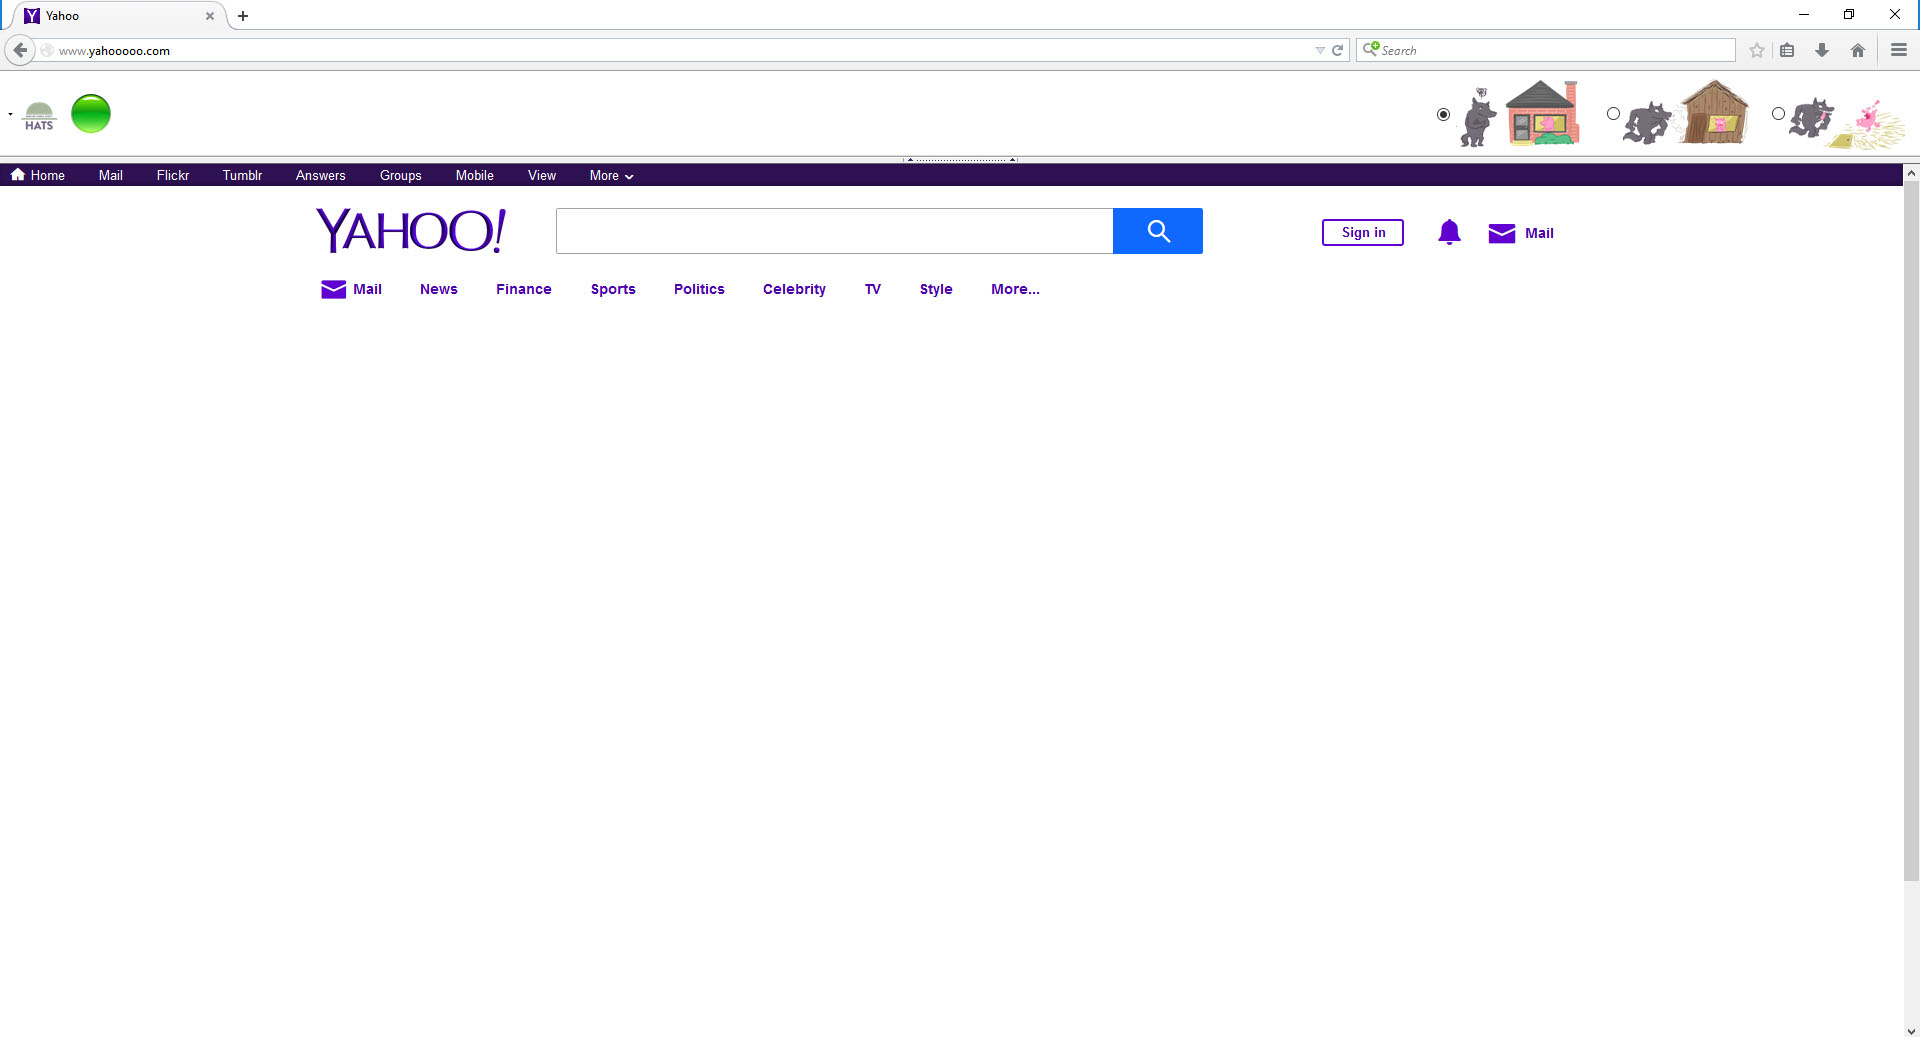 Yahoo
www.yahooooo.com
Search
HATS
Home Mail Flickr Tumblr Answers Groups Mobile View More
YAHOO!
Sign in
Mail
Mail News Finance Sports Politics Celebrity TV Style More...